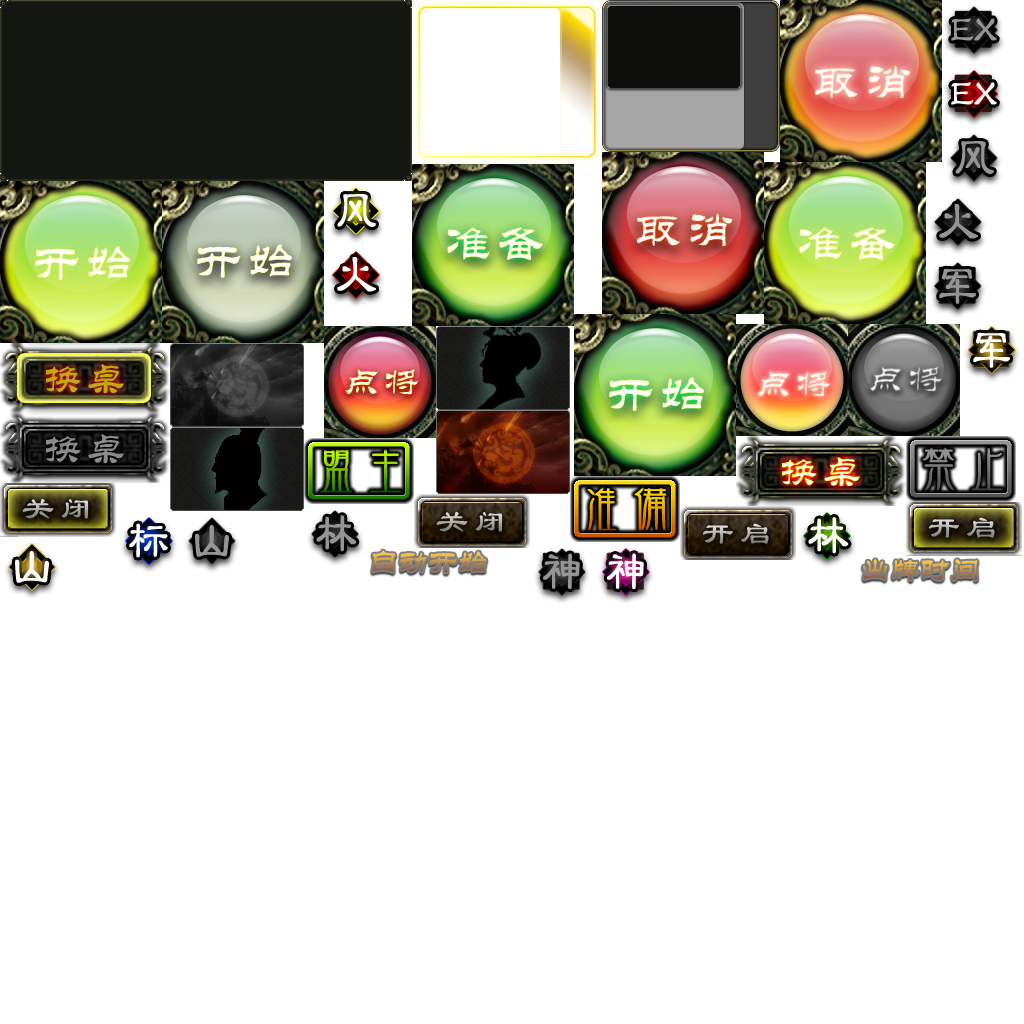 EX
取消
EX
风
开始
开始
风
准备
取消
准备
火
火
军
换桌
点将
开始
点将
点将
军
换桌
盟主
换桌
禁止
关闭
关闭
准備
开启
开启
标
山
林
林
山
自动开始
神
神
出牌时间